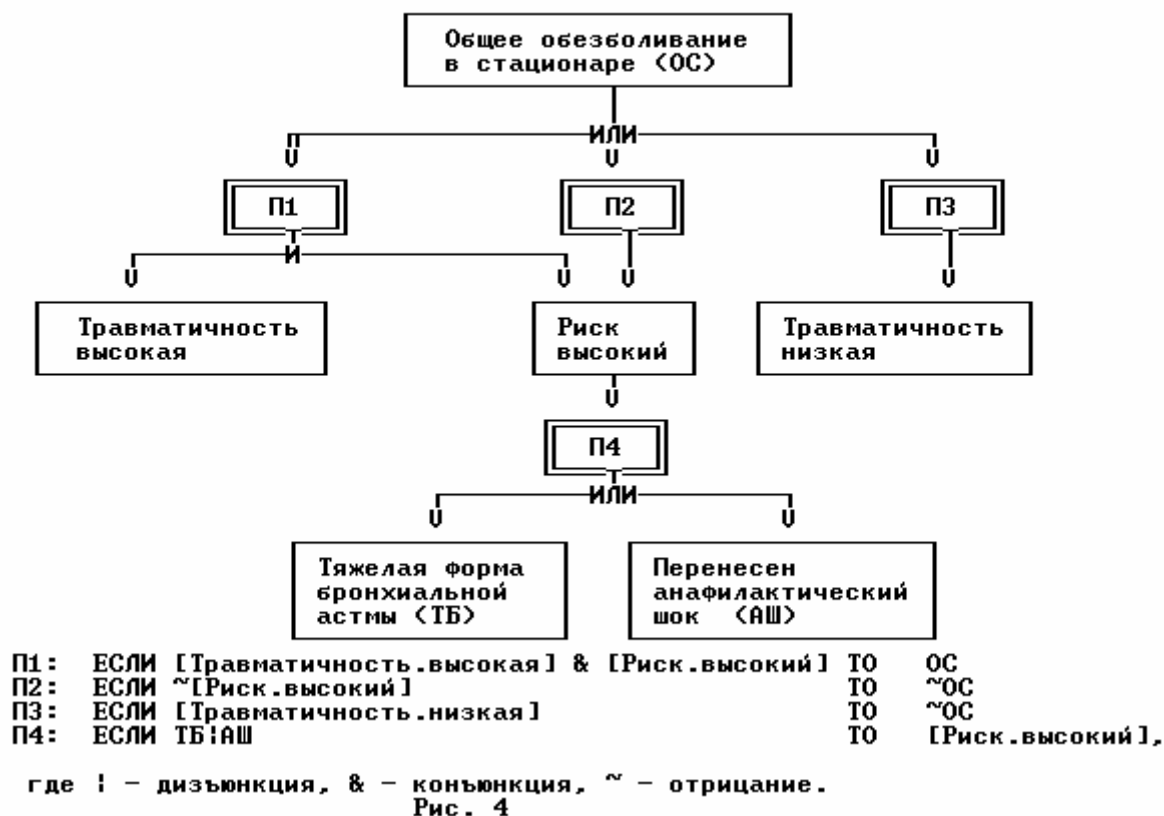 Общее обезболивание
в стационаре (ОС)
ИЛИ
П1 П2 П3
И
Травматичность
высокая
Риск
высокий
Травматичность
низкая
П4
ИЛИ
Тяжелая форма
бронхиальной
астмы (ТБ)
Перенесен
анафилактический
шок (АШ)
П1: ЕСЛИ [Травматичность.высокая] & [Риск.высокий] ТО ОС
П2: ЕСЛИ ~[Риск.высокий] ТО ~ОС
П3: ЕСЛИ [Травматичность.низкая] ТО ~ОС
П4: ЕСЛИ ТБ¦АШ ТО [Риск.высокий],
где ¦ - дизъюнкция, & - конъюнкция, ~ - отрицание.
Рис. 4